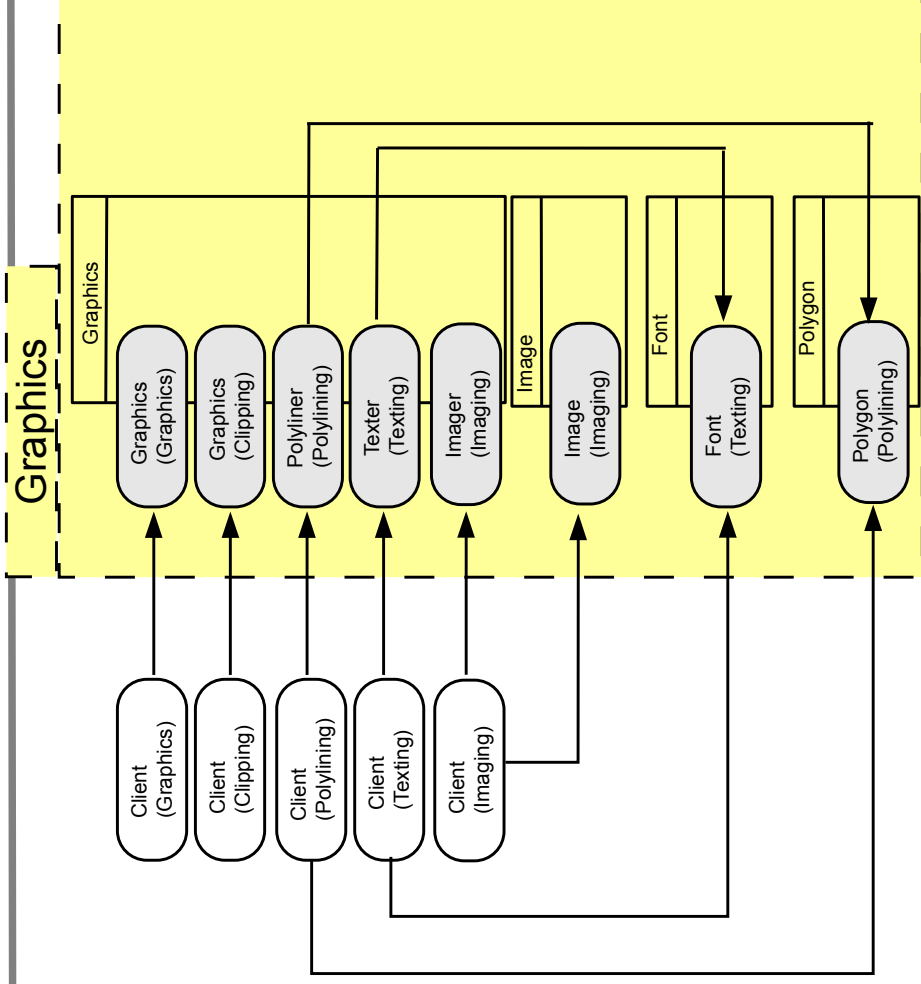 Graphics
Graphics
Graphics
(Graphics)
Graphics
(Clipping)
Polyliner
(Polylining)
Texter
(Texting)
Imager
(Imaging)
Image
Image
(Imaging)
Font
Font
(Texting)
Polygon
Polygon
(Polylining)
Client
(Graphics)
Client
(Clipping)
Client
(Polylining)
Client
(Texting)
Client
(Imaging)